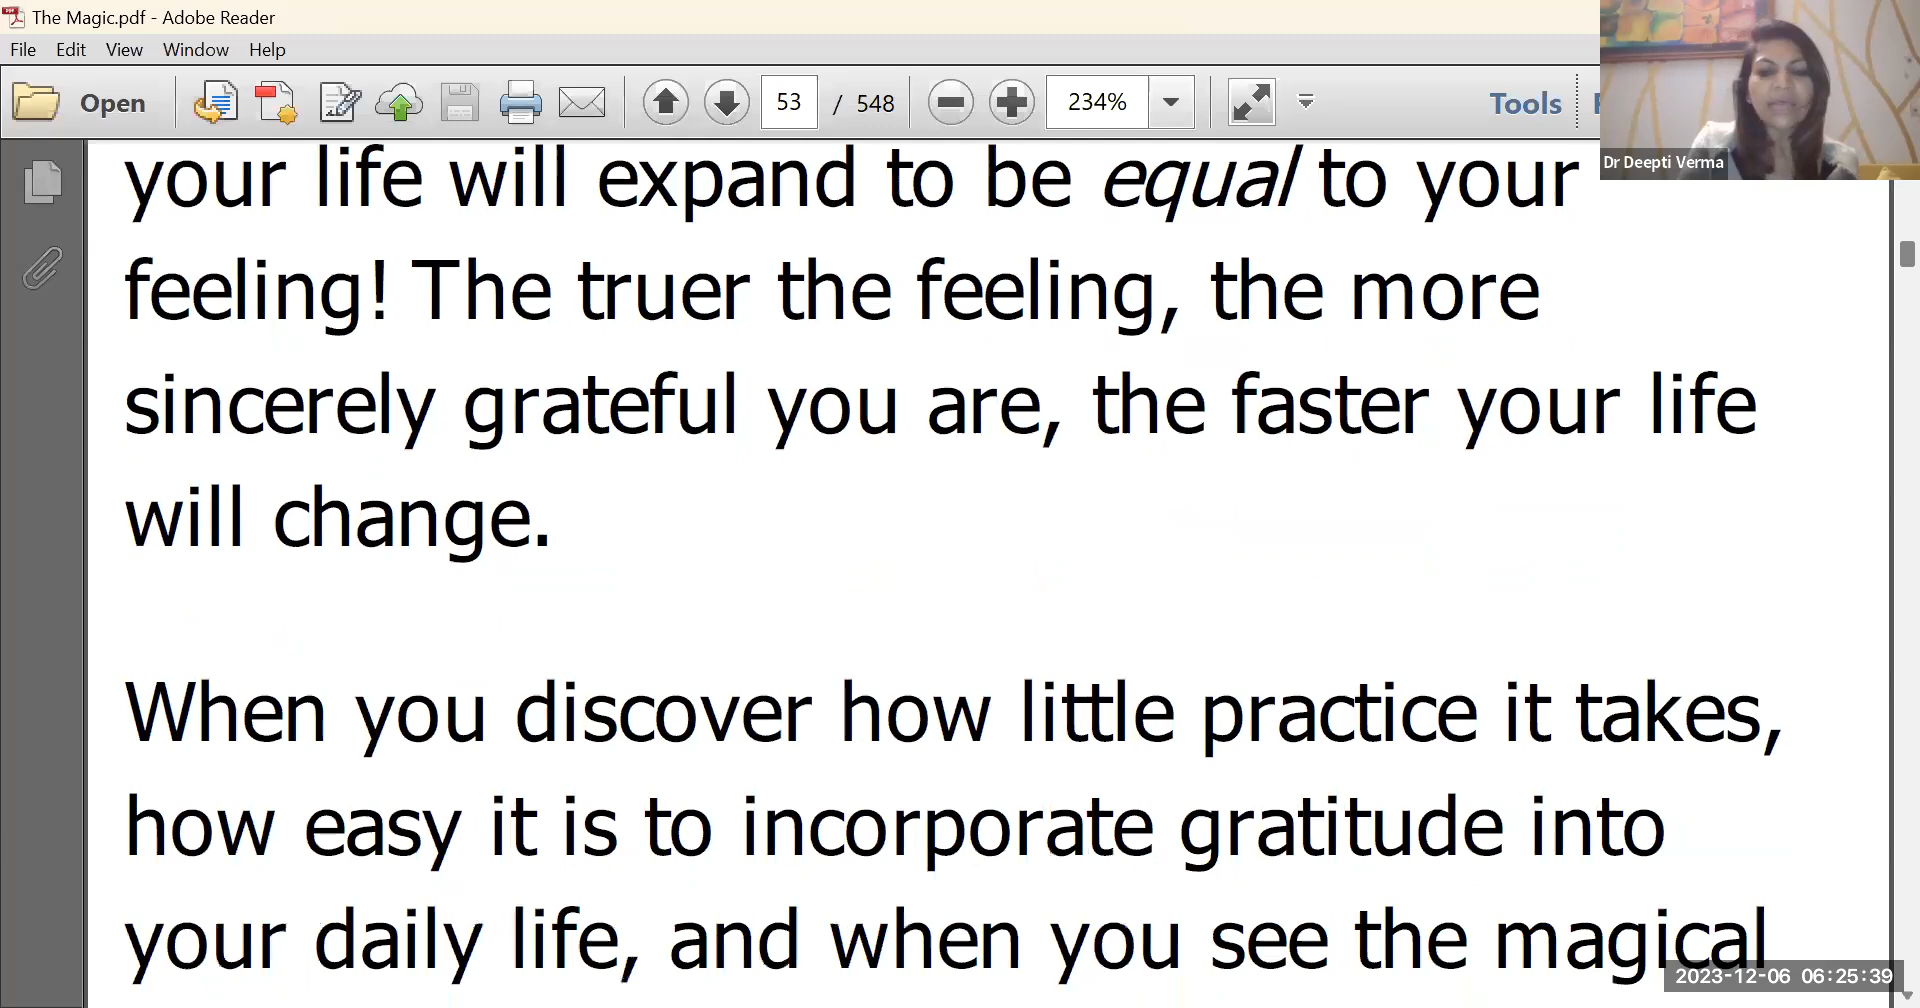 The Magic.pdf - Adobe Reader
File Edit View Window Help
Open 53 / 548 234% Tools
Dr Deepti Verma
your life will expand to be equal to your
feeling! The truer the feeling, the more
sincerely grateful you are, the faster your life
will change.
When you discover how little practice it takes,
how easy it is to incorporate gratitude into
your daily life, and when you see the magical
2023-12-06 06:25:39